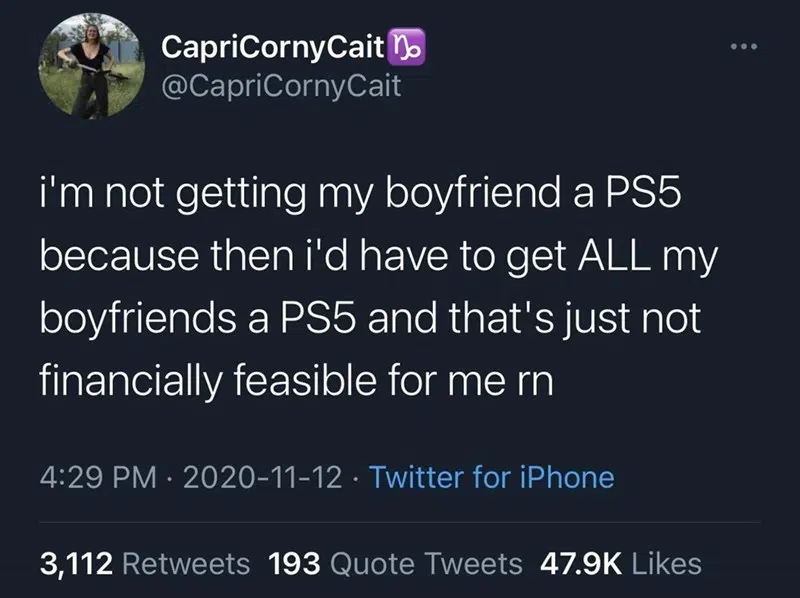 CapriCornyCait♑
@CapriCornyCait
i'm not getting my boyfriend a PS5
because then i'd have to get ALL my
boyfriends a PS5 and that's just not
financially feasible for me rn
4:29 PM · 2020-11-12 · Twitter for iPhone
3,112 Retweets 193 Quote Tweets 47.9K Likes